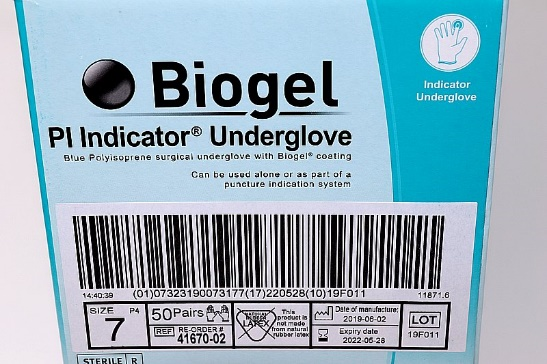 Indicator
Underglove
Biogel
PI Indicator® Underglove
Blue Polyisoprene surgical underglove with Biogel® coating
Can be used alone or as part of a
puncture indication system
14:40:39 (01)07323190073177(17)220528(10)19F011 11871.6
SIZE P4
7
50Pairs
REF RE-ORDER #
41670-02
NATURAL RUBBER
LATEX
This
product is
not made
from natural
rubber latex
Date of manufacture:
2019-06-02
Expiry date
2022-05-28
LOT
19F011
STERILE R